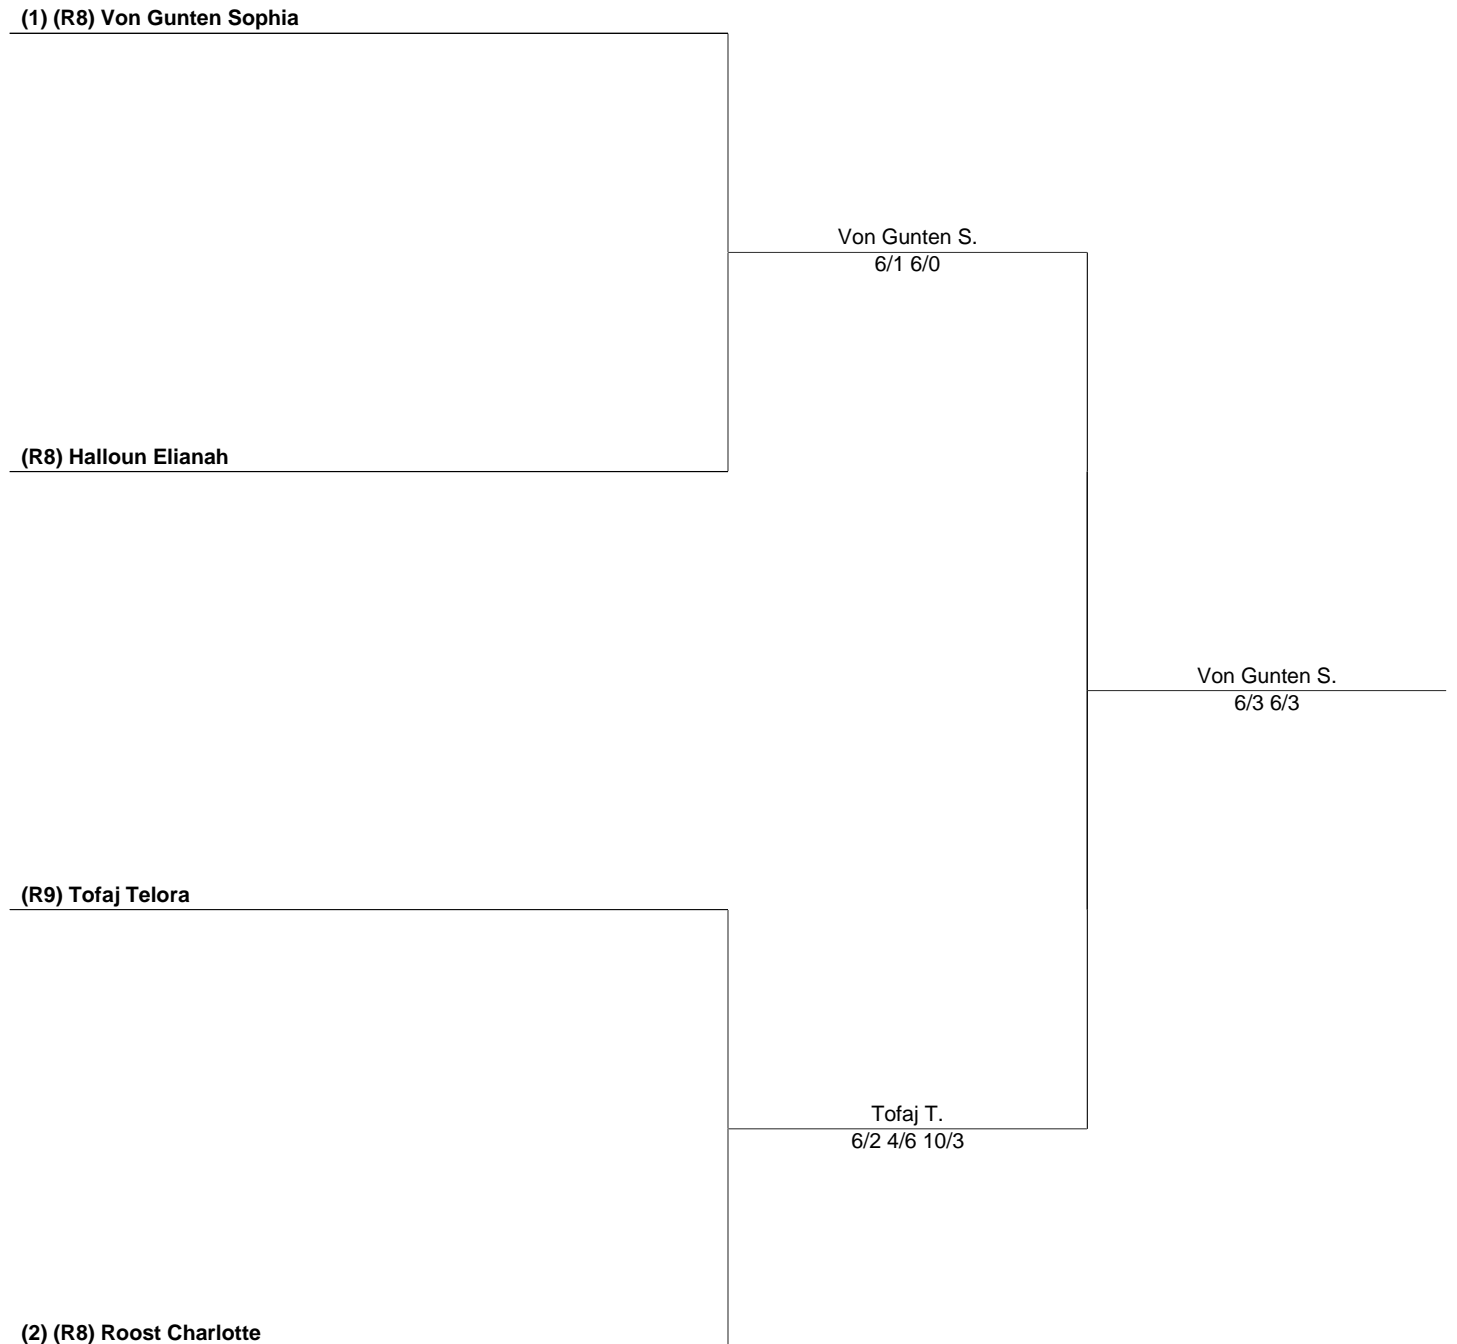 (1) (R8) Von Gunten Sophia
Von Gunten S.
6/1 6/0
(R8) Halloun Elianah
Von Gunten S.
6/3 6/3
(R9) Tofaj Telora
Tofaj T.
6/2 4/6 10/3
(2) (R8) Roost Charlotte